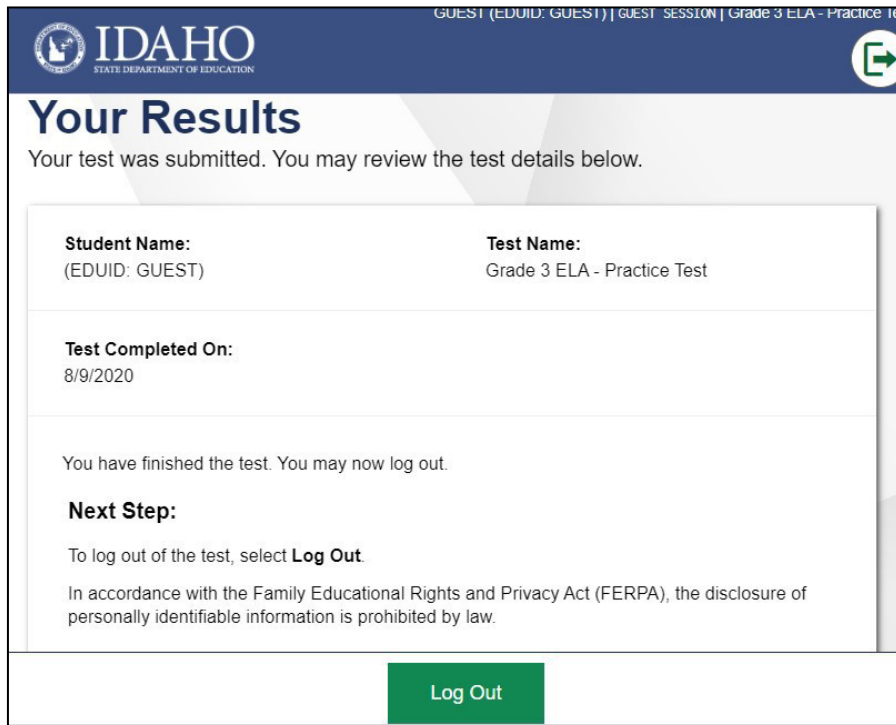 GUEST (EDUID: GUEST) | GUEST SESSION | Grade 3 ELA - Practice
IDAHO
STATE DEPARTMENT OF EDUCATION
Your Results
Your test was submitted. You may review the test details below.
Student Name:
(EDUID: GUEST)
Test Name:
Grade 3 ELA - Practice Test
Test Completed On:
8/9/2020
You have finished the test. You may now log out.
Next Step:
To log out of the test, select Log Out.
In accordance with the Family Educational Rights and Privacy Act (FERPA), the disclosure of
personally identifiable information is prohibited by law.
Log Out